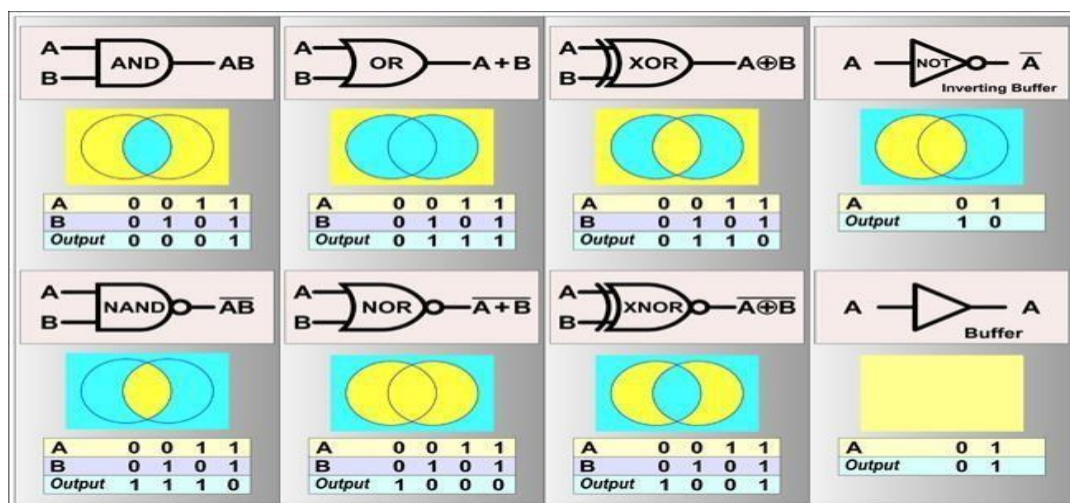 A
B
AND
AB
A
B
OR
A + B
A
B
XOR
A⊕B
A
NOT
A̅
Inverting Buffer
A 0 0 1 1
B 0 1 0 1
Output 0 0 0 1
A 0 0 1 1
B 0 1 0 1
Output 0 1 1 1
A 0 0 1 1
B 0 1 0 1
Output 0 1 1 0
A 0 1
Output 1 0
A
B
NAND
A̅B̅
A
B
NOR
A̅ ̅+̅ ̅B̅
A
B
XNOR
A̅⊕̅B̅
A
A
Buffer
A 0 0 1 1
B 0 1 0 1
Output 1 1 1 0
A 0 0 1 1
B 0 1 0 1
Output 1 0 0 0
A 0 0 1 1
B 0 1 0 1
Output 1 0 0 1
A 0 1
Output 0 1